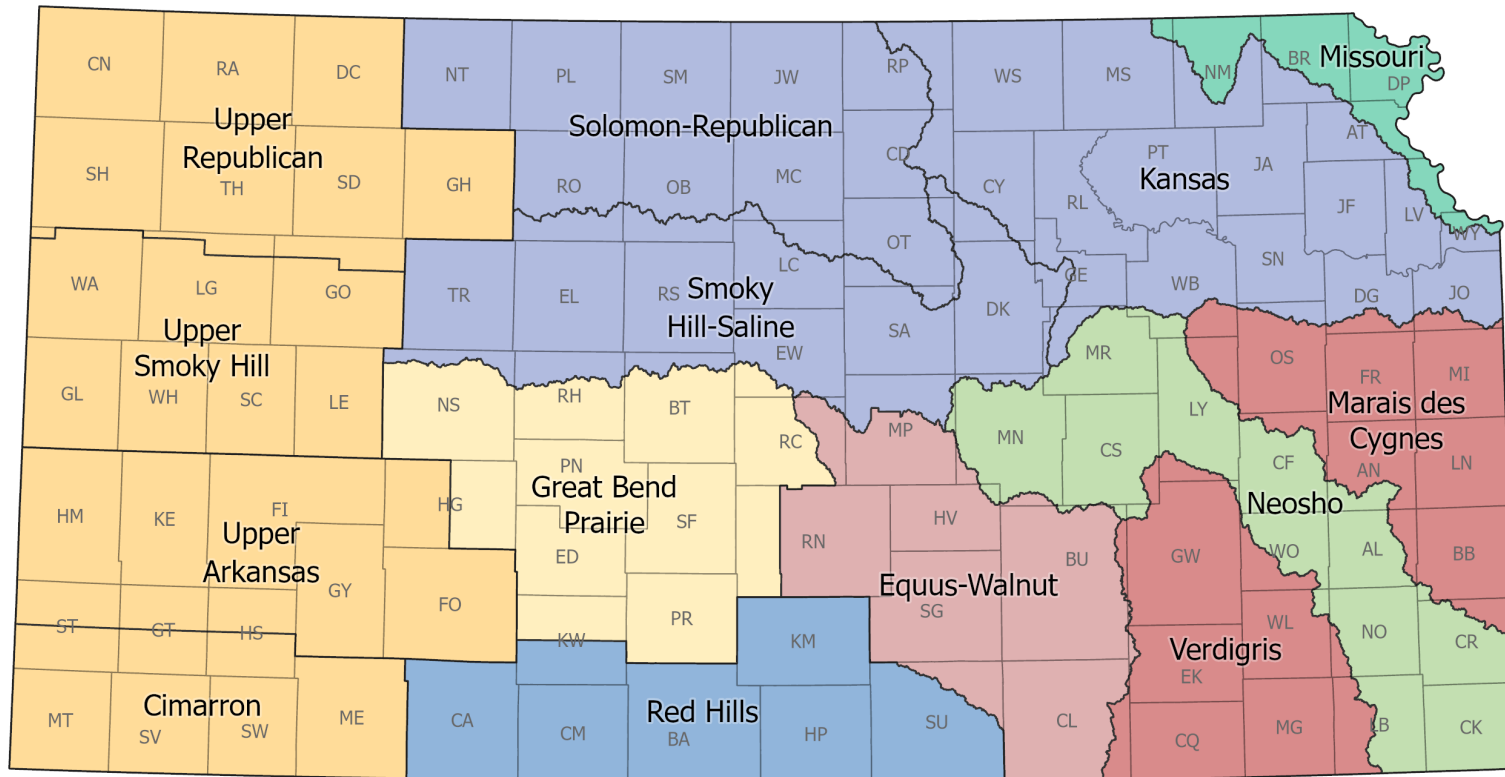 CN
RA
DC
NT
PL
SM
JW
RP
WS
MS
NM
BR
Missouri
DP
Upper
Republican
Solomon-Republican
AT
SH
TH
SD
GH
RO
OB
MC
CD
CY
RL
PT
Kansas
JA
JF
LV
WY
WA
LG
GO
TR
EL
RS
Smoky
Hill-Saline
LC
OT
DK
GE
WB
SN
DG
JO
Upper
Smoky Hill
GL
WH
SC
LE
EW
SA
MR
OS
FR
MI
NS
RH
BT
RC
MP
MN
CS
LY
Marais des
Cygnes
CF
AN
LN
HM
KE
FI
HG
PN
Great Bend
Prairie
SF
RN
HV
BU
Neosho
Upper
Arkansas
GY
FO
ED
Equus-Walnut
SG
GW
WO
AL
BB
ST
GT
HS
KW
PR
KM
WL
NO
CR
Verdigris
EK
Cimarron
MT
SV
SW
ME
CA
CM
Red Hills
BA
HP
SU
CL
CQ
MG
LB
CK